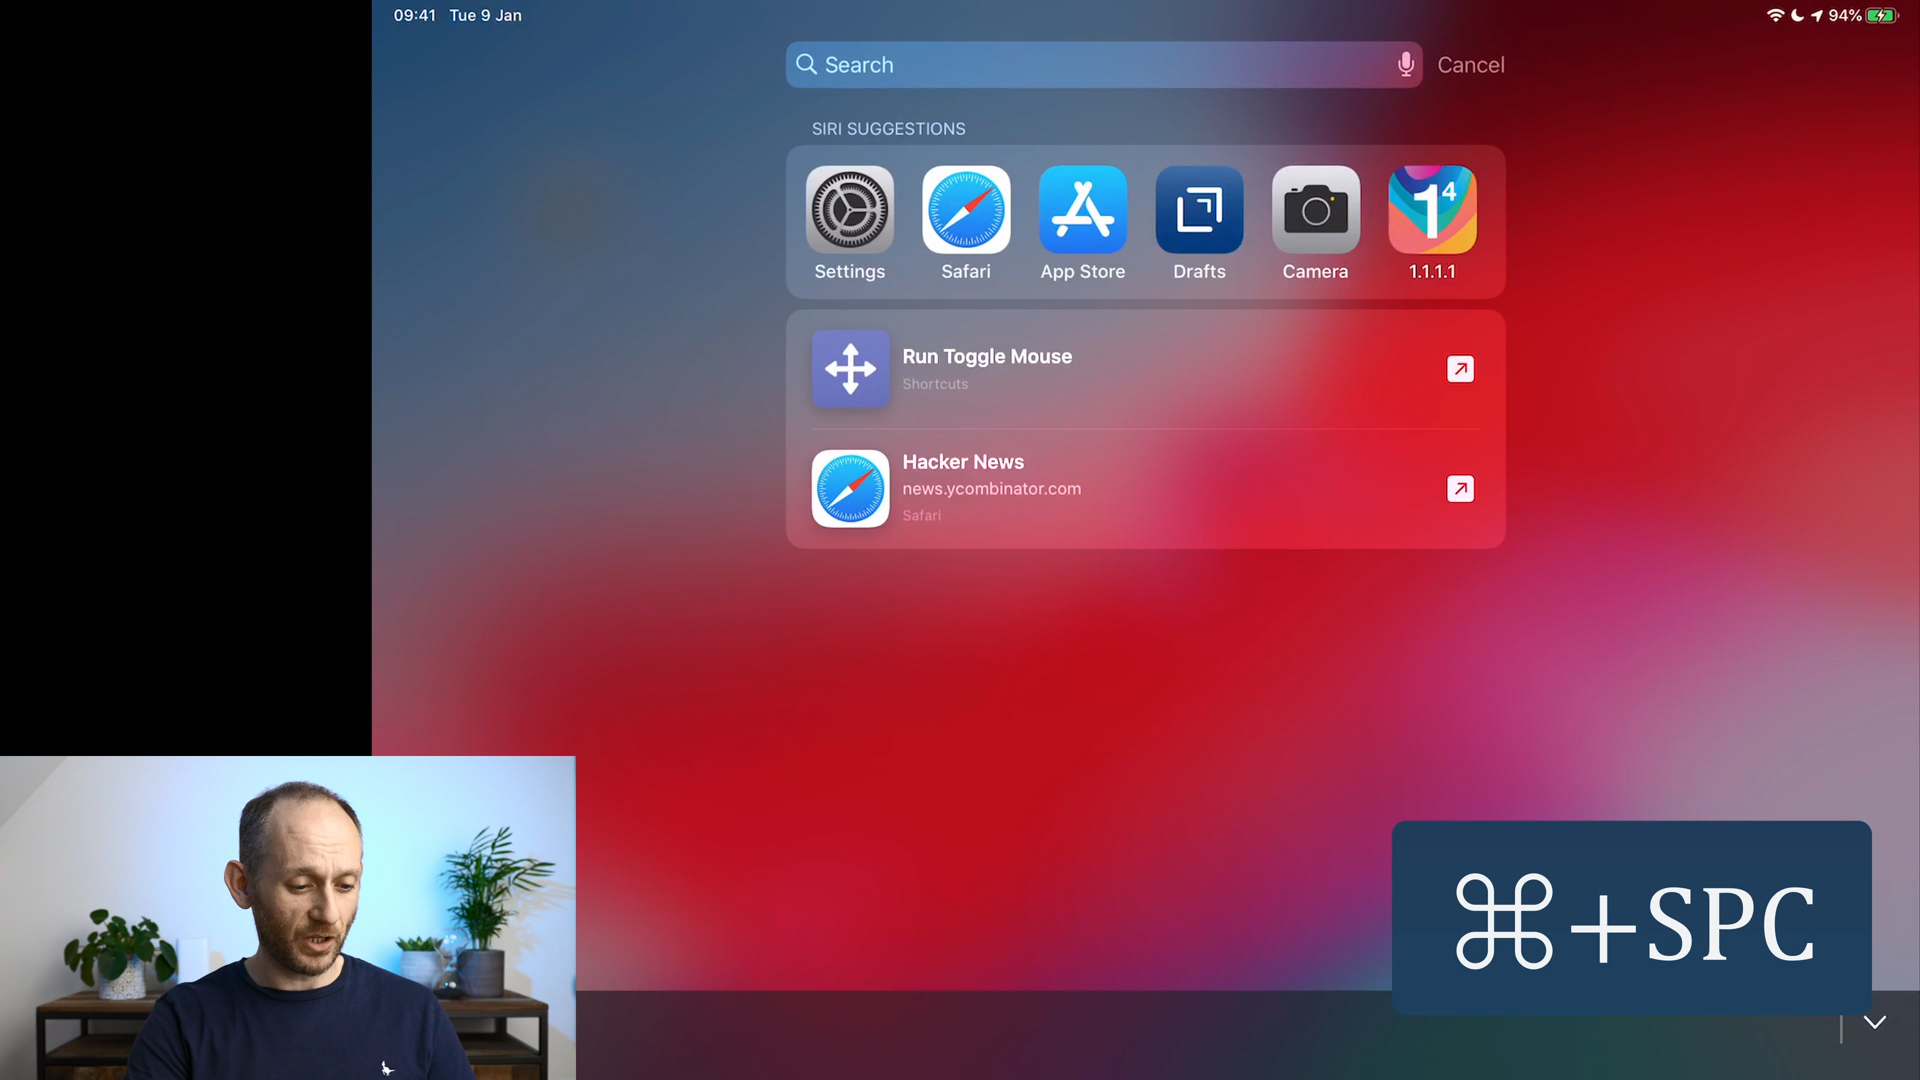 09:41 Tue 9 Jan
94%
Search
Cancel
SIRI SUGGESTIONS
1⁴
Settings
Safari
App Store
Drafts
Camera
1.1.1.1
Run Toggle Mouse
Shortcuts
Hacker News
news.ycombinator.com
Safari
⌘+SPC